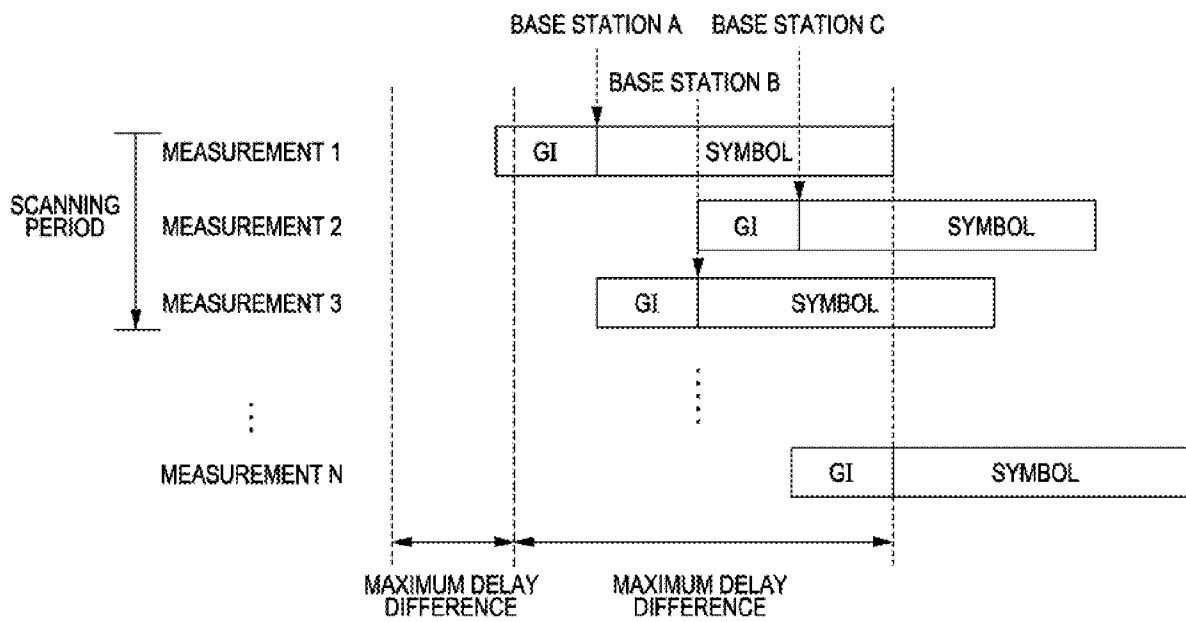 BASE STATION A
BASE STATION C
BASE STATION B
MEASUREMENT 1
GI
SYMBOL
SCANNING
PERIOD
MEASUREMENT 2
GI
SYMBOL
MEASUREMENT 3
GI
SYMBOL
MEASUREMENT N
GI
SYMBOL
MAXIMUM DELAY
DIFFERENCE
MAXIMUM DELAY
DIFFERENCE